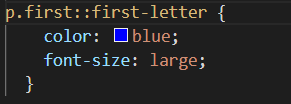 p.first::first-letter {
color: blue;
font-size: large;
}